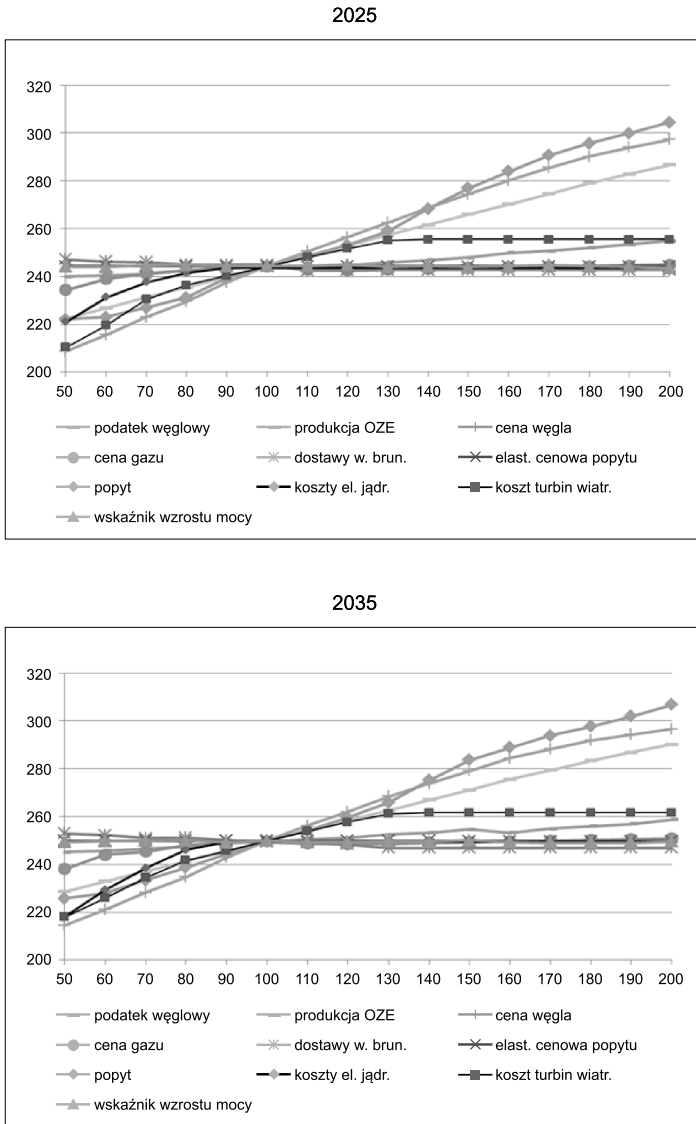 2025
320
300
280
260
240
220
200
50 60 70 80 90 100 110 120 130 140 150 160 170 180 190 200
podatek węglowy produkcja OZE cena węgla
cena gazu dostawy w. brun. elast. cenowa popytu
popyt koszty el. jądr. koszt turbin wiatr.
wskaźnik wzrostu mocy
2035
320
300
280
260
240
220
200
50 60 70 80 90 100 110 120 130 140 150 160 170 180 190 200
podatek węglowy produkcja OZE cena węgla
cena gazu dostawy w. brun. elast. cenowa popytu
popyt koszty el. jądr. koszt turbin wiatr.
wskaźnik wzrostu mocy